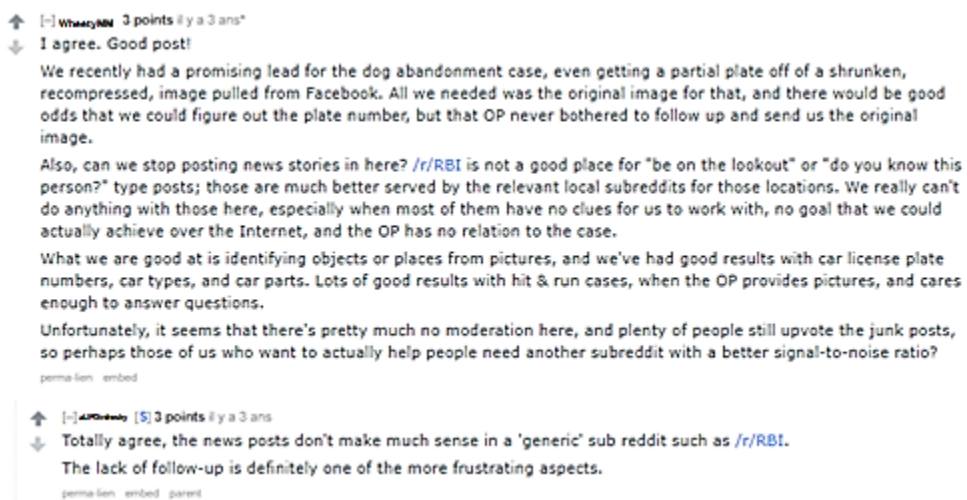 [–] 3 points il y a 3 ans*
I agree. Good post!
We recently had a promising lead for the dog abandonment case, even getting a partial plate off of a shrunken,
recompressed, image pulled from Facebook. All we needed was the original image for that, and there would be good
odds that we could figure out the plate number, but that OP never bothered to follow up and send us the original
image.
Also, can we stop posting news stories in here? /r/RBI is not a good place for "be on the lookout" or "do you know this
person?" type posts; those are much better served by the relevant local subreddits for those locations. We really can't
do anything with those here, especially when most of them have no clues for us to work with, no goal that we could
actually achieve over the Internet, and the OP has no relation to the case.
What we are good at is identifying objects or places from pictures, and we've had good results with car license plate
numbers, car types, and car parts. Lots of good results with hit & run cases, when the OP provides pictures, and cares
enough to answer questions.
Unfortunately, it seems that there's pretty much no moderation here, and plenty of people still upvote the junk posts,
so perhaps those of us who want to actually help people need another subreddit with a better signal-to-noise ratio?
perma-lien embed
[–] [S] 3 points il y a 3 ans
Totally agree, the news posts don't make much sense in a 'generic' sub reddit such as /r/RBI.
The lack of follow-up is definitely one of the more frustrating aspects.
perma-lien embed parent